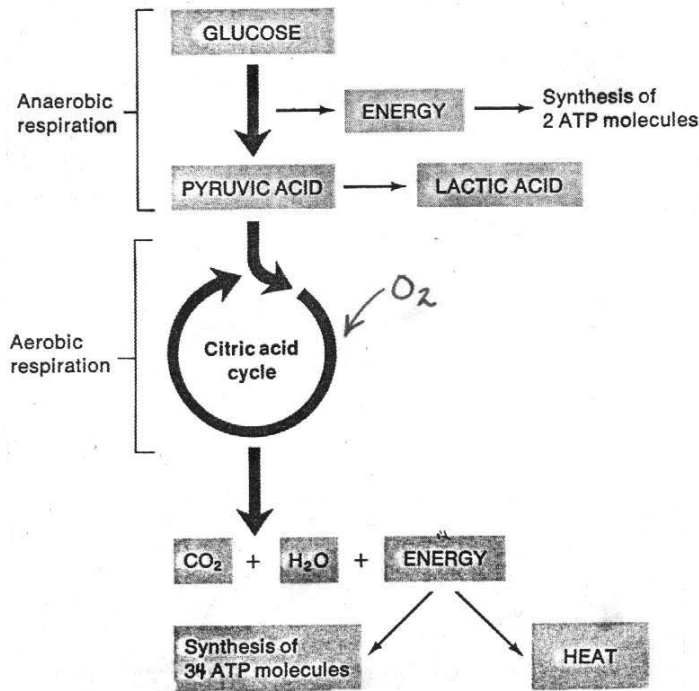 GLUCOSE
Anaerobic
respiration
ENERGY
Synthesis of
2 ATP molecules
PYRUVIC ACID
LACTIC ACID
O₂
Aerobic
respiration
Citric acid
cycle
CO₂ + H₂O + ENERGY
Synthesis of
34 ATP molecules
HEAT